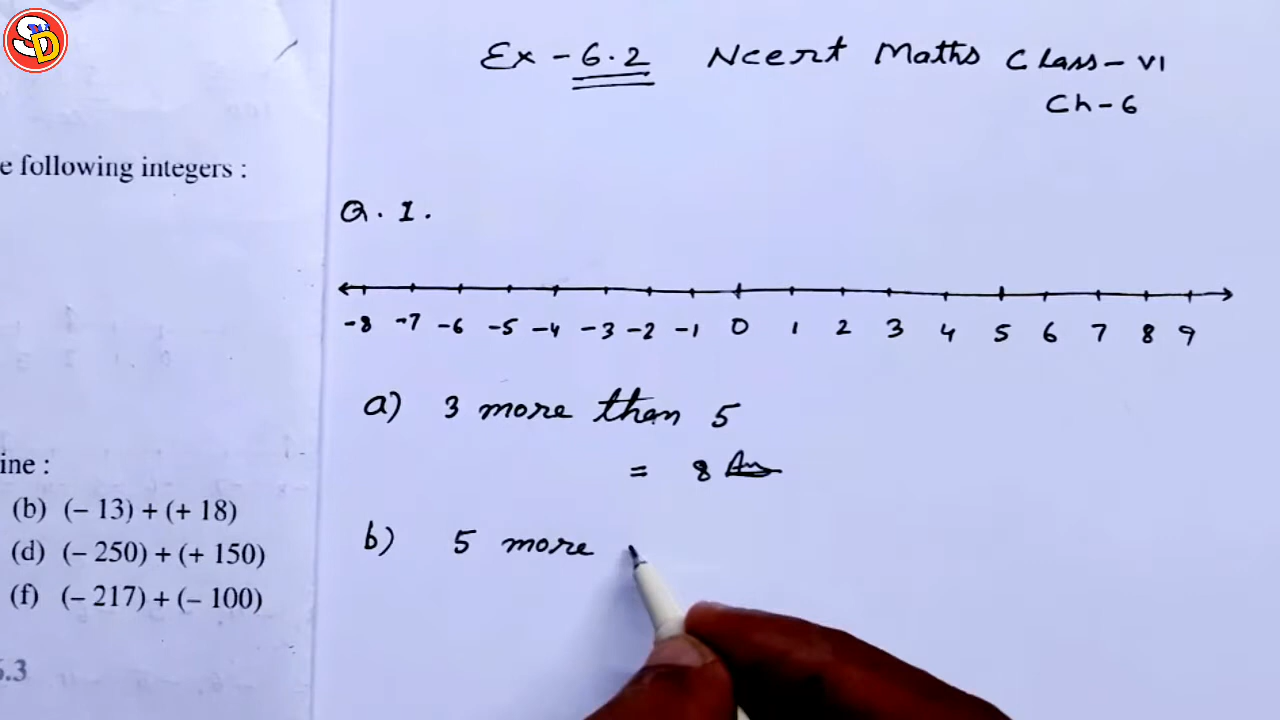 SD
Ex - 6.2 Ncert Maths Class - VI
Ch - 6
e following integers :
Q. 1.
-8 -7 -6 -5 -4 -3 -2 -1 0 1 2 3 4 5 6 7 8 9
a) 3 more then 5
= 8 Ans
b) 5 more
ine :
(b) (– 13) + (+ 18)
(d) (– 250) + (+ 150)
(f) (– 217) + (– 100)
6.3